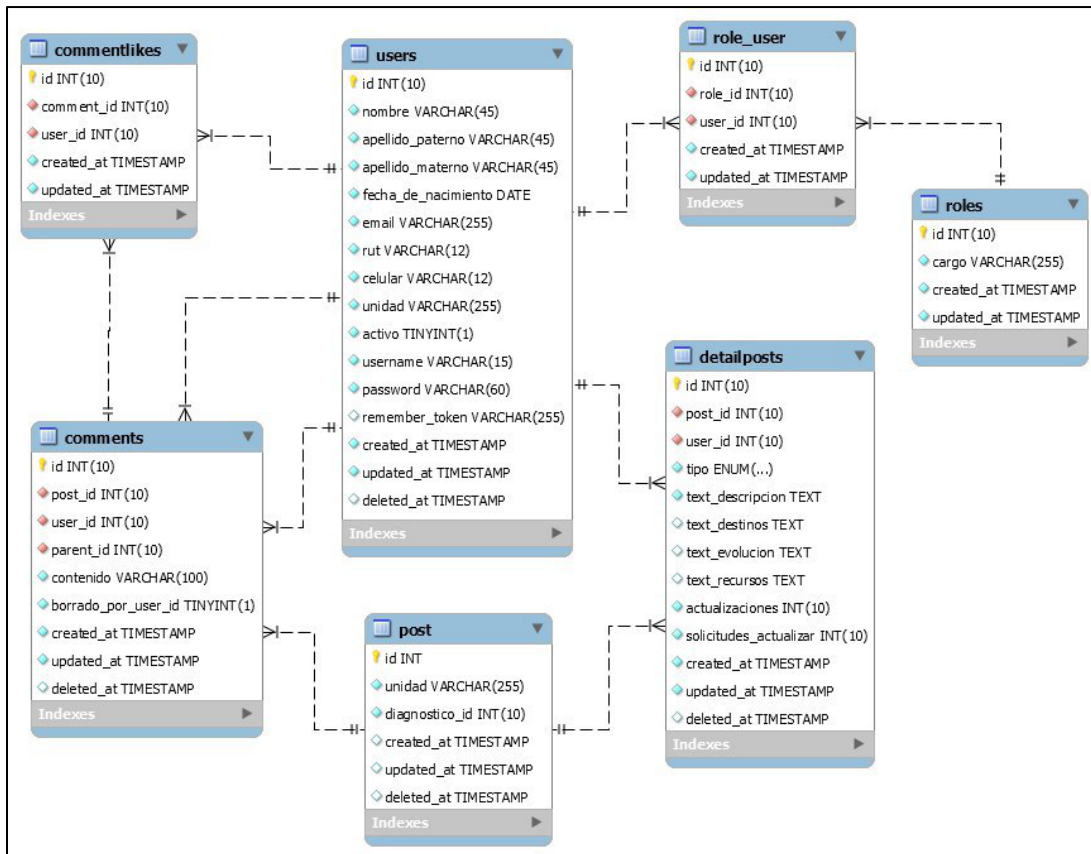 commentlikes
id INT(10)
comment_id INT(10)
user_id INT(10)
created_at TIMESTAMP
updated_at TIMESTAMP
Indexes
users
id INT(10)
nombre VARCHAR(45)
apellido_paterno VARCHAR(45)
apellido_materno VARCHAR(45)
fecha_de_nacimiento DATE
email VARCHAR(255)
rut VARCHAR(12)
celular VARCHAR(12)
unidad VARCHAR(255)
activo TINYINT(1)
username VARCHAR(15)
password VARCHAR(60)
remember_token VARCHAR(255)
created_at TIMESTAMP
updated_at TIMESTAMP
deleted_at TIMESTAMP
Indexes
role_user
id INT(10)
role_id INT(10)
user_id INT(10)
created_at TIMESTAMP
updated_at TIMESTAMP
Indexes
roles
id INT(10)
cargo VARCHAR(255)
created_at TIMESTAMP
updated_at TIMESTAMP
Indexes
comments
id INT(10)
post_id INT(10)
user_id INT(10)
parent_id INT(10)
contenido VARCHAR(100)
borrado_por_user_id TINYINT(1)
created_at TIMESTAMP
updated_at TIMESTAMP
deleted_at TIMESTAMP
Indexes
post
id INT
unidad VARCHAR(255)
diagnostico_id INT(10)
created_at TIMESTAMP
updated_at TIMESTAMP
deleted_at TIMESTAMP
Indexes
detailposts
id INT(10)
post_id INT(10)
user_id INT(10)
tipo ENUM(...)
text_descripcion TEXT
text_destinos TEXT
text_evolucion TEXT
text_recursos TEXT
actualizaciones INT(10)
solicitudes_actualizar INT(10)
created_at TIMESTAMP
updated_at TIMESTAMP
deleted_at TIMESTAMP
Indexes